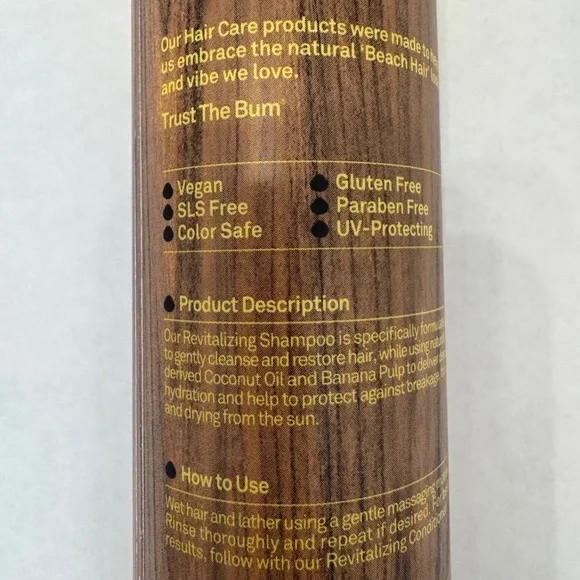 Our Hair Care products were made to
us embrace the natural 'Beach Hair'
and vibe we love.
Trust The Bum®
Vegan
SLS Free
Color Safe
Gluten Free
Paraben Free
UV-Protecting
Product Description
Our Revitalizing Shampoo is specifically
to gently cleanse and restore hair, while using
derived Coconut Oil and Banana Pulp to deliver
hydration and help to protect against breakage,
and drying from the sun.
How to Use
Wet hair and lather using a gentle massaging
Rinse thoroughly and repeat if desired.
results, follow with our Revitalizing